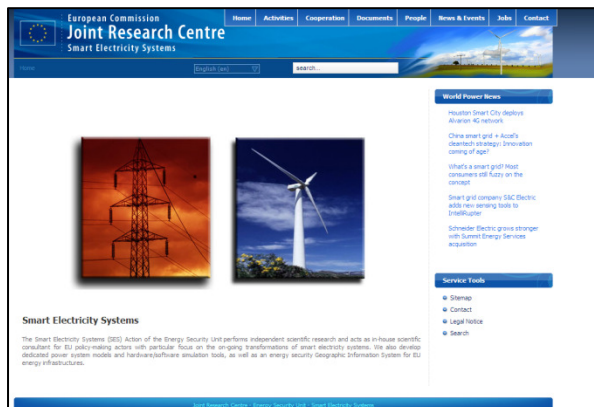 European Commission
Joint Research Centre
Smart Electricity Systems
Home Activities Cooperation Documents People News & Events Jobs Contact
Home
English (en)
search...
World Power News
Houston Smart City deploys
Alvarion 4G network
China smart grid + Accel's
cleantech strategy: Innovation
coming of age?
What's a smart grid? Most
consumers still fuzzy on the
concept
Smart grid company S&C Electric
adds new sensing tools to
IntelliRupter
Schneider Electric grows stronger
with Summit Energy Services
acquisition
Service Tools
Sitemap
Contact
Legal Notice
Search
Smart Electricity Systems
The Smart Electricity Systems (SES) Action of the Energy Security Unit performs independent scientific research and acts as in-house scientific
consultant for EU policy-making actors with particular focus on the on-going transformations of smart electricity systems. We also develop
dedicated power system models and hardware/software simulation tools, as well as an energy security Geographic Information System for EU
energy infrastructures.
Joint Research Centre - Energy Security Unit - Smart Electricity Systems